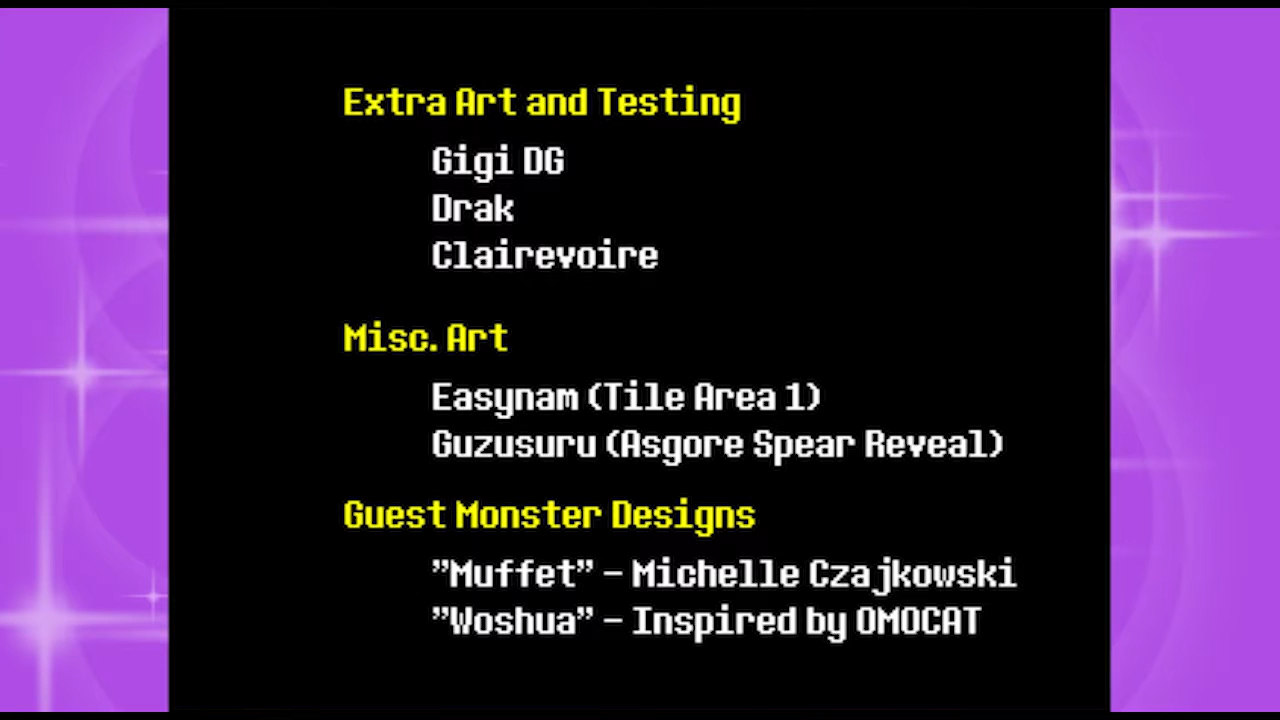 Extra Art and Testing
Gigi DG
Drak
Clairevoire
Misc. Art
Easynam (Tile Area 1)
Guzusuru (Asgore Spear Reveal)
Guest Monster Designs
”Muffet” – Michelle Czajkowski
”Woshua” – Inspired by OMOCAT